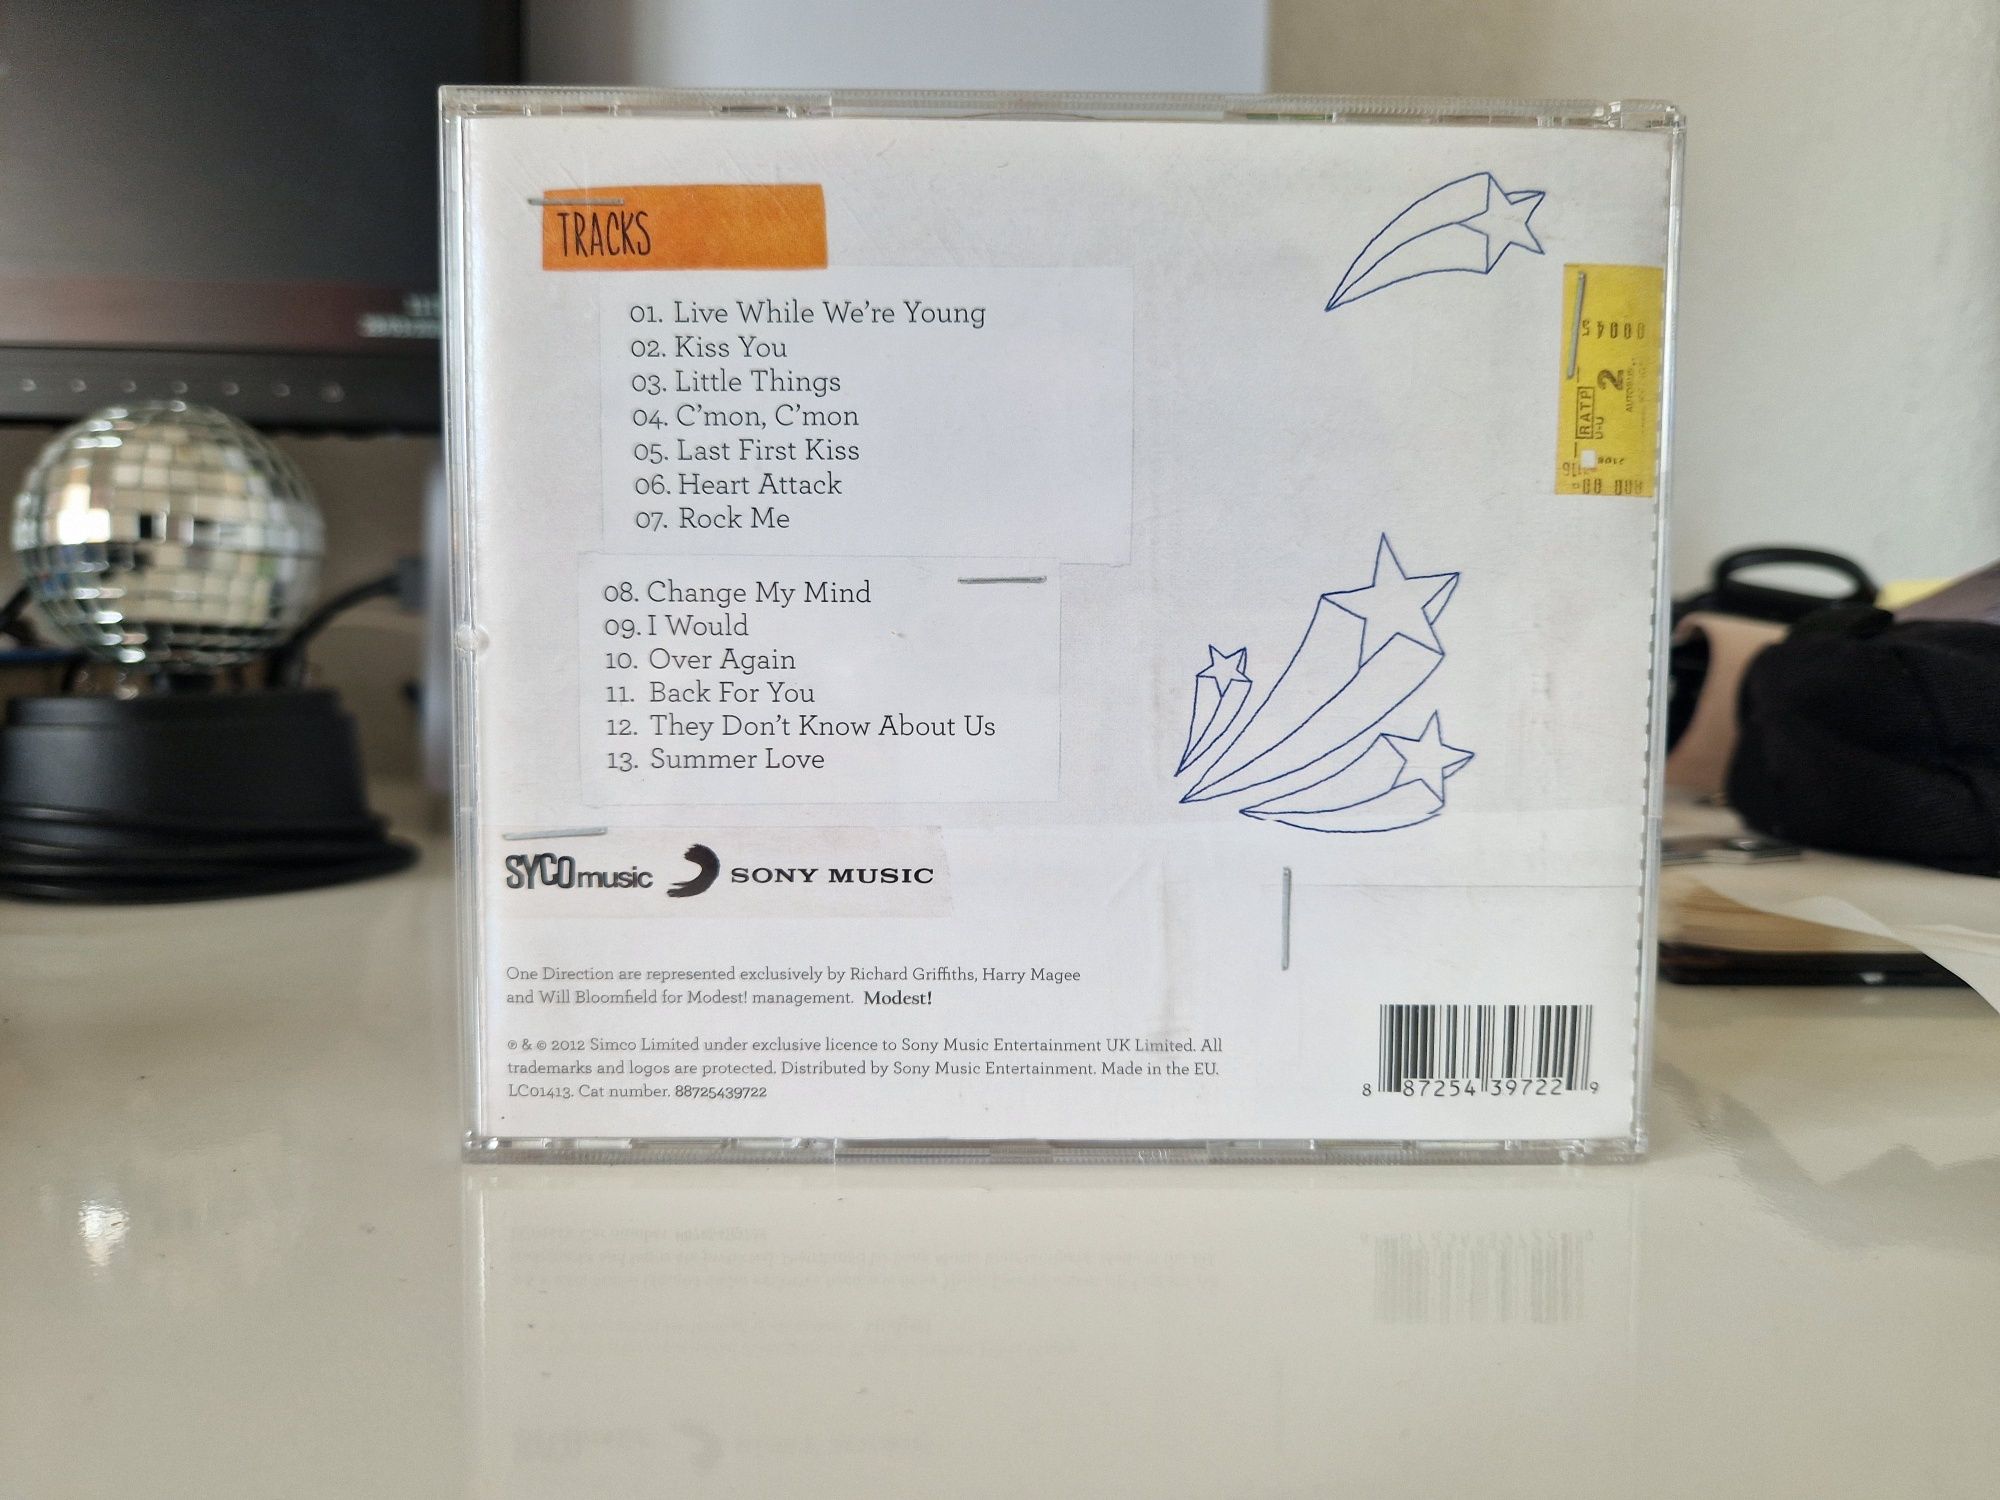 TRACKS
01. Live While We're Young
02. Kiss You
03. Little Things
04. C'mon, C'mon
05. Last First Kiss
06. Heart Attack
07. Rock Me
08. Change My Mind
09. I Would
10. Over Again
11. Back For You
12. They Don't Know About Us
13. Summer Love
SYCOmusic SONY MUSIC
One Direction are represented exclusively by Richard Griffiths, Harry Magee
and Will Bloomfield for Modest! management. Modest!
℗ & © 2012 Simco Limited under exclusive licence to Sony Music Entertainment UK Limited. All
trademarks and logos are protected. Distributed by Sony Music Entertainment. Made in the EU.
LC01413. Cat number. 88725439722
8 87254 39722 9
RATP
2